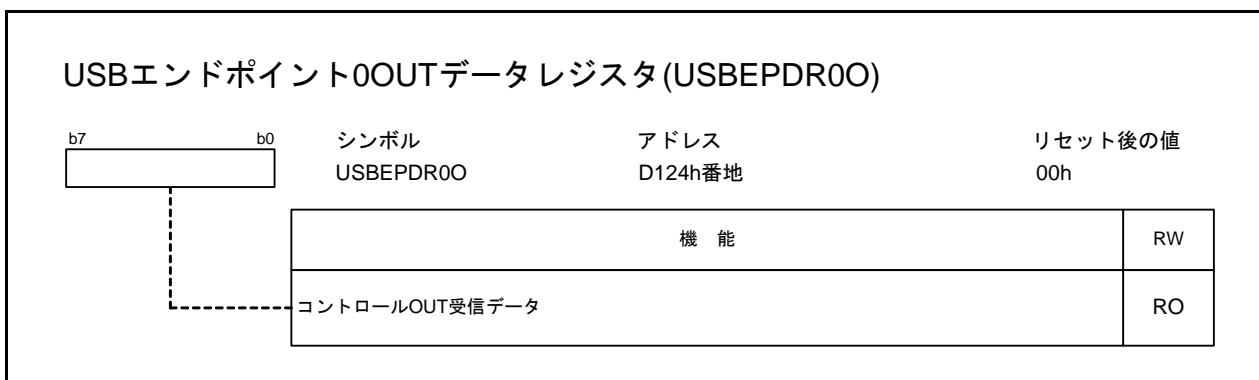 USBエンドポイント0OUTデータレジスタ(USBEPDR0O)
b7 b0 シンボル アドレス リセット後の値
USBEPDR0O D124h番地 00h
機 能 RW
コントロールOUT受信データ RO